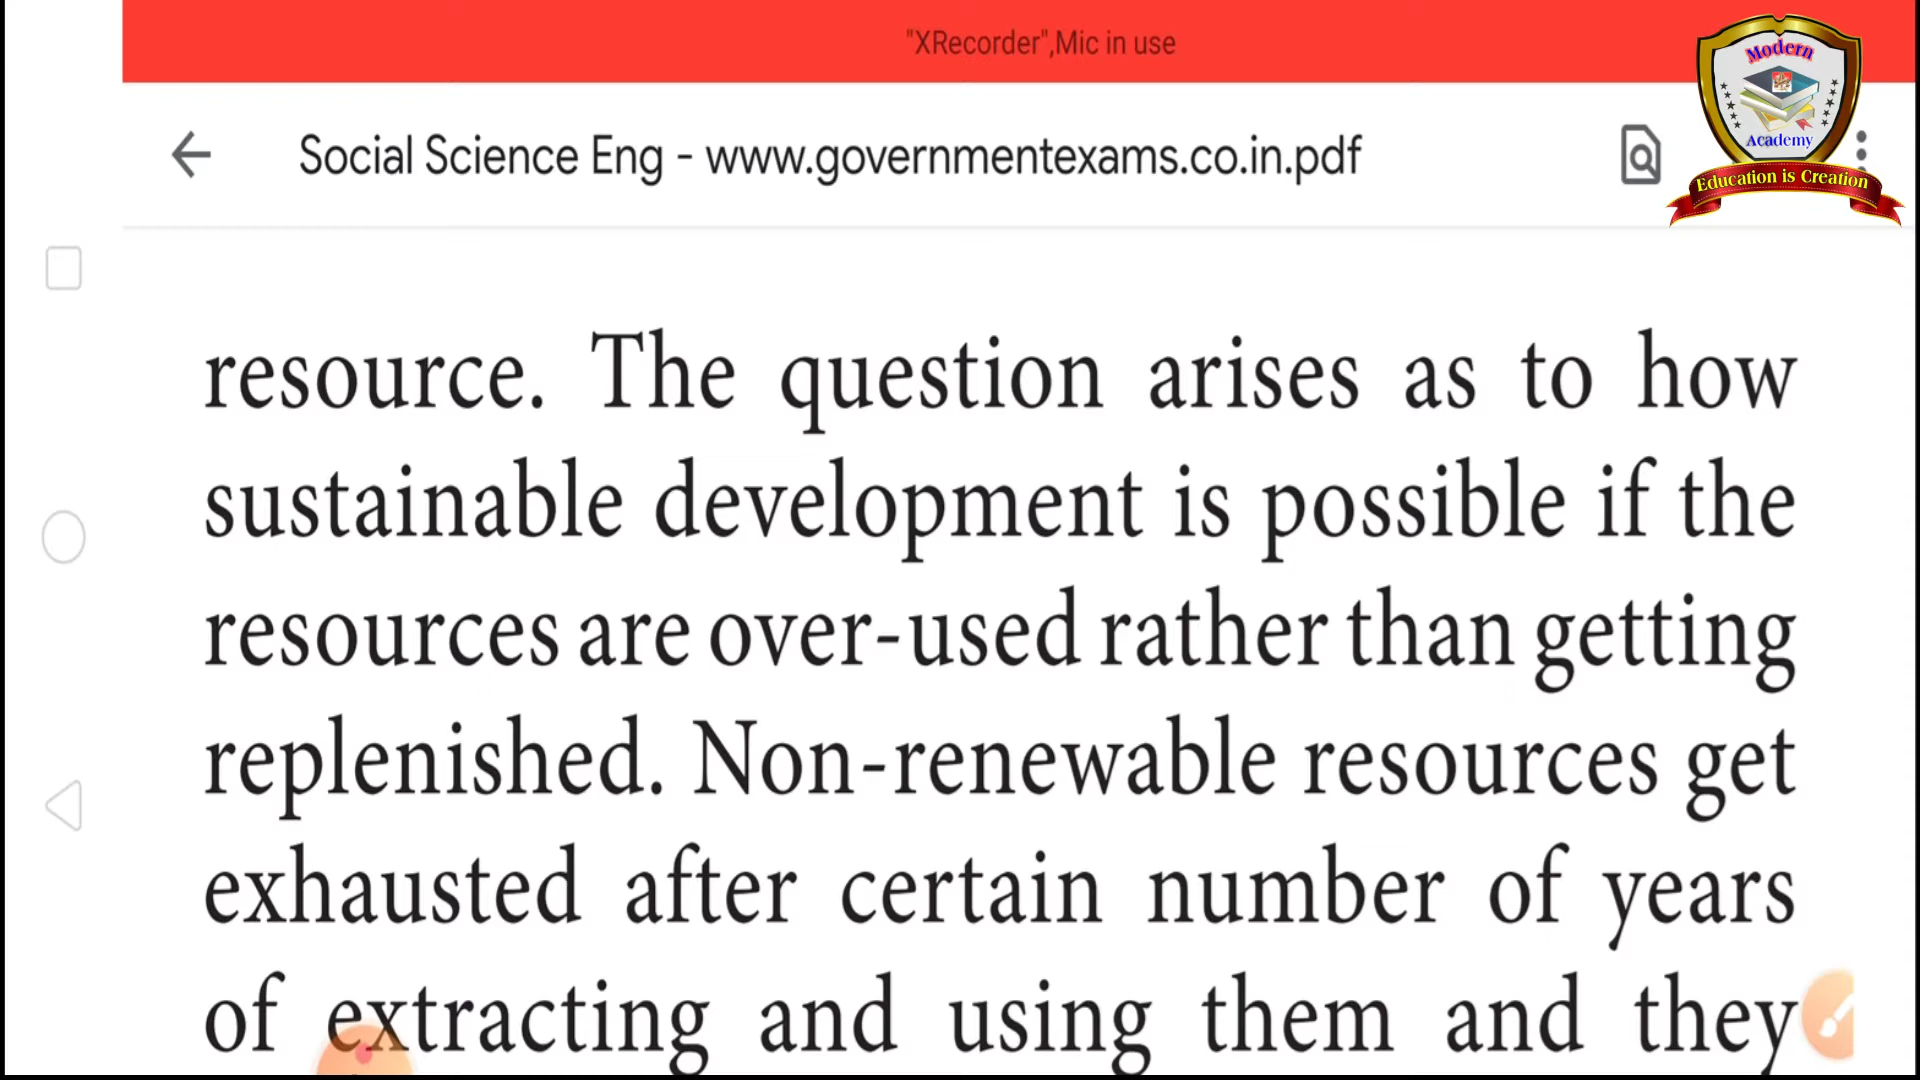 "XRecorder",Mic in use
Modern
Academy
Education is Creation
Social Science Eng - www.governmentexams.co.in.pdf
resource. The question arises as to how
sustainable development is possible if the
resources are over-used rather than getting
replenished. Non-renewable resources get
exhausted after certain number of years
of extracting and using them and they